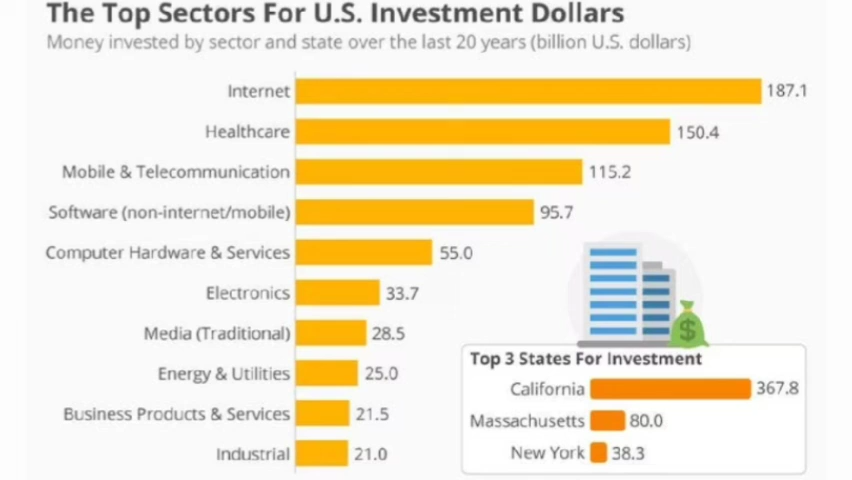 The Top Sectors For U.S. Investment Dollars
Money invested by sector and state over the last 20 years (billion U.S. dollars)
Internet 187.1
Healthcare 150.4
Mobile & Telecommunication 115.2
Software (non-internet/mobile) 95.7
Computer Hardware & Services 55.0
Electronics 33.7
Media (Traditional) 28.5
Energy & Utilities 25.0
Business Products & Services 21.5
Industrial 21.0
$
Top 3 States For Investment
California 367.8
Massachusetts 80.0
New York 38.3